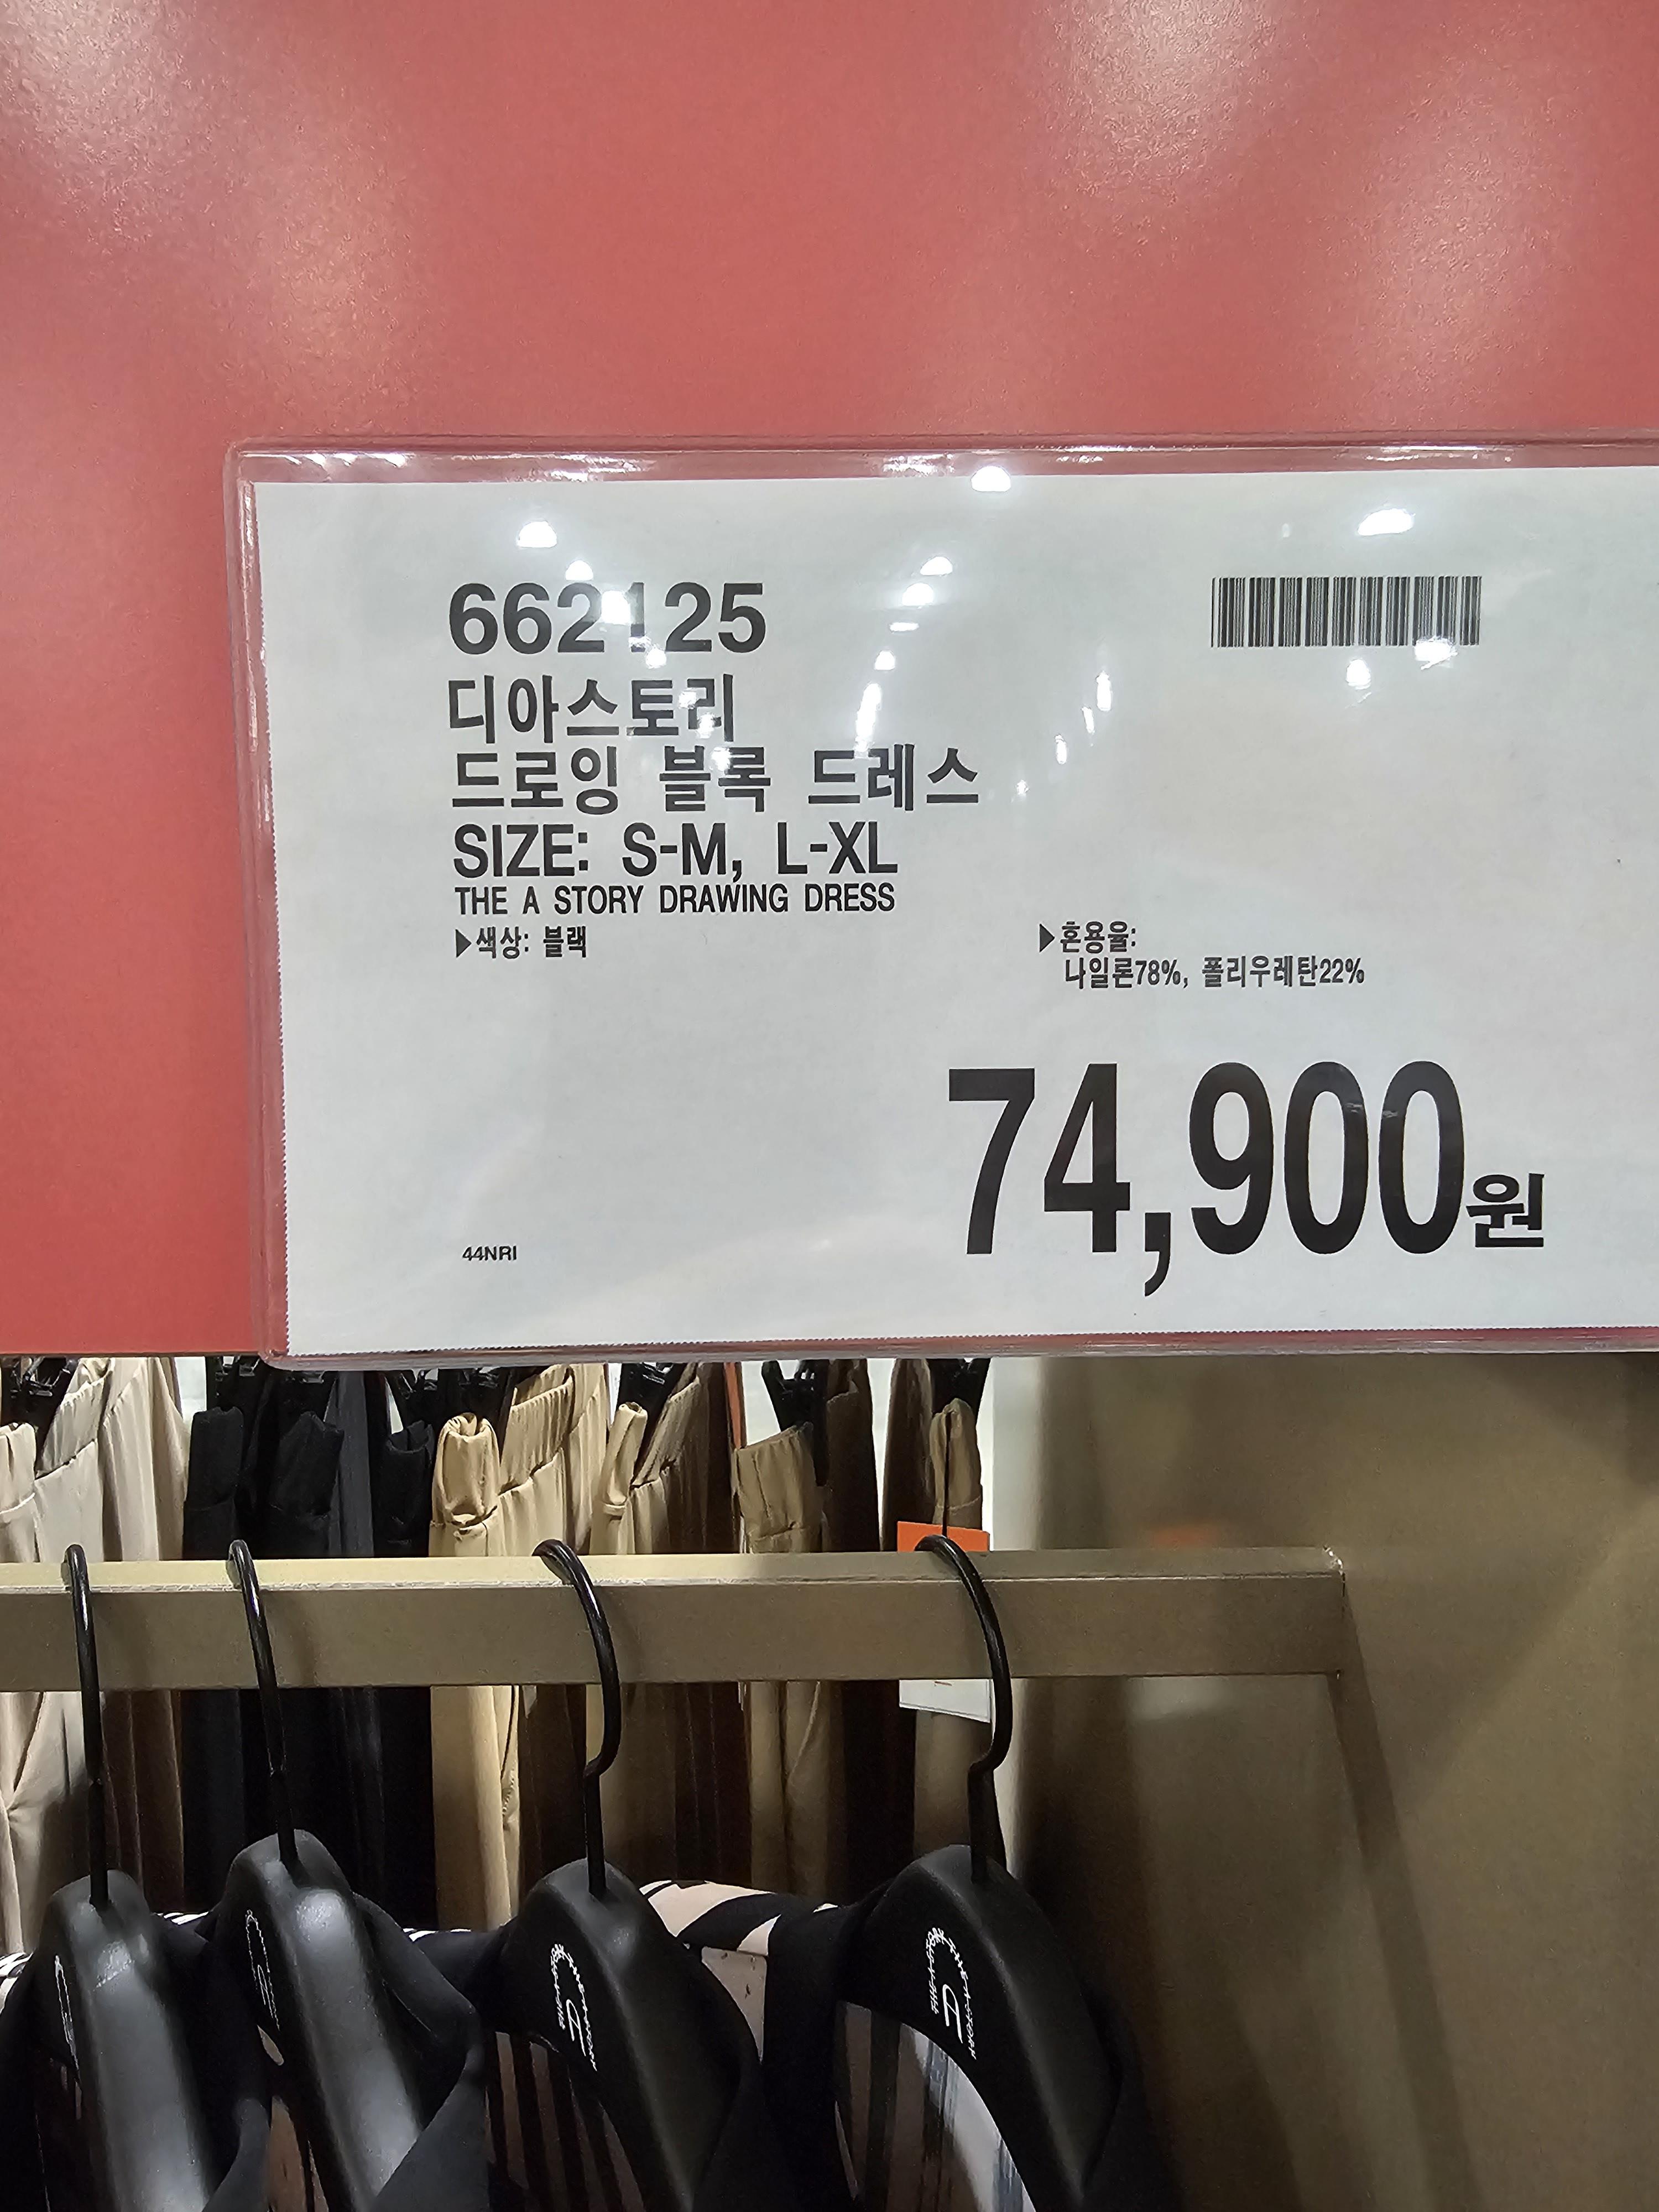 662125
디아스토리
드로잉 블록 드레스
SIZE: S-M, L-XL
THE A STORY DRAWING DRESS
▶색상: 블랙
▶혼용율:
나일론78%, 폴리우레탄22%
74,900원
44NRI